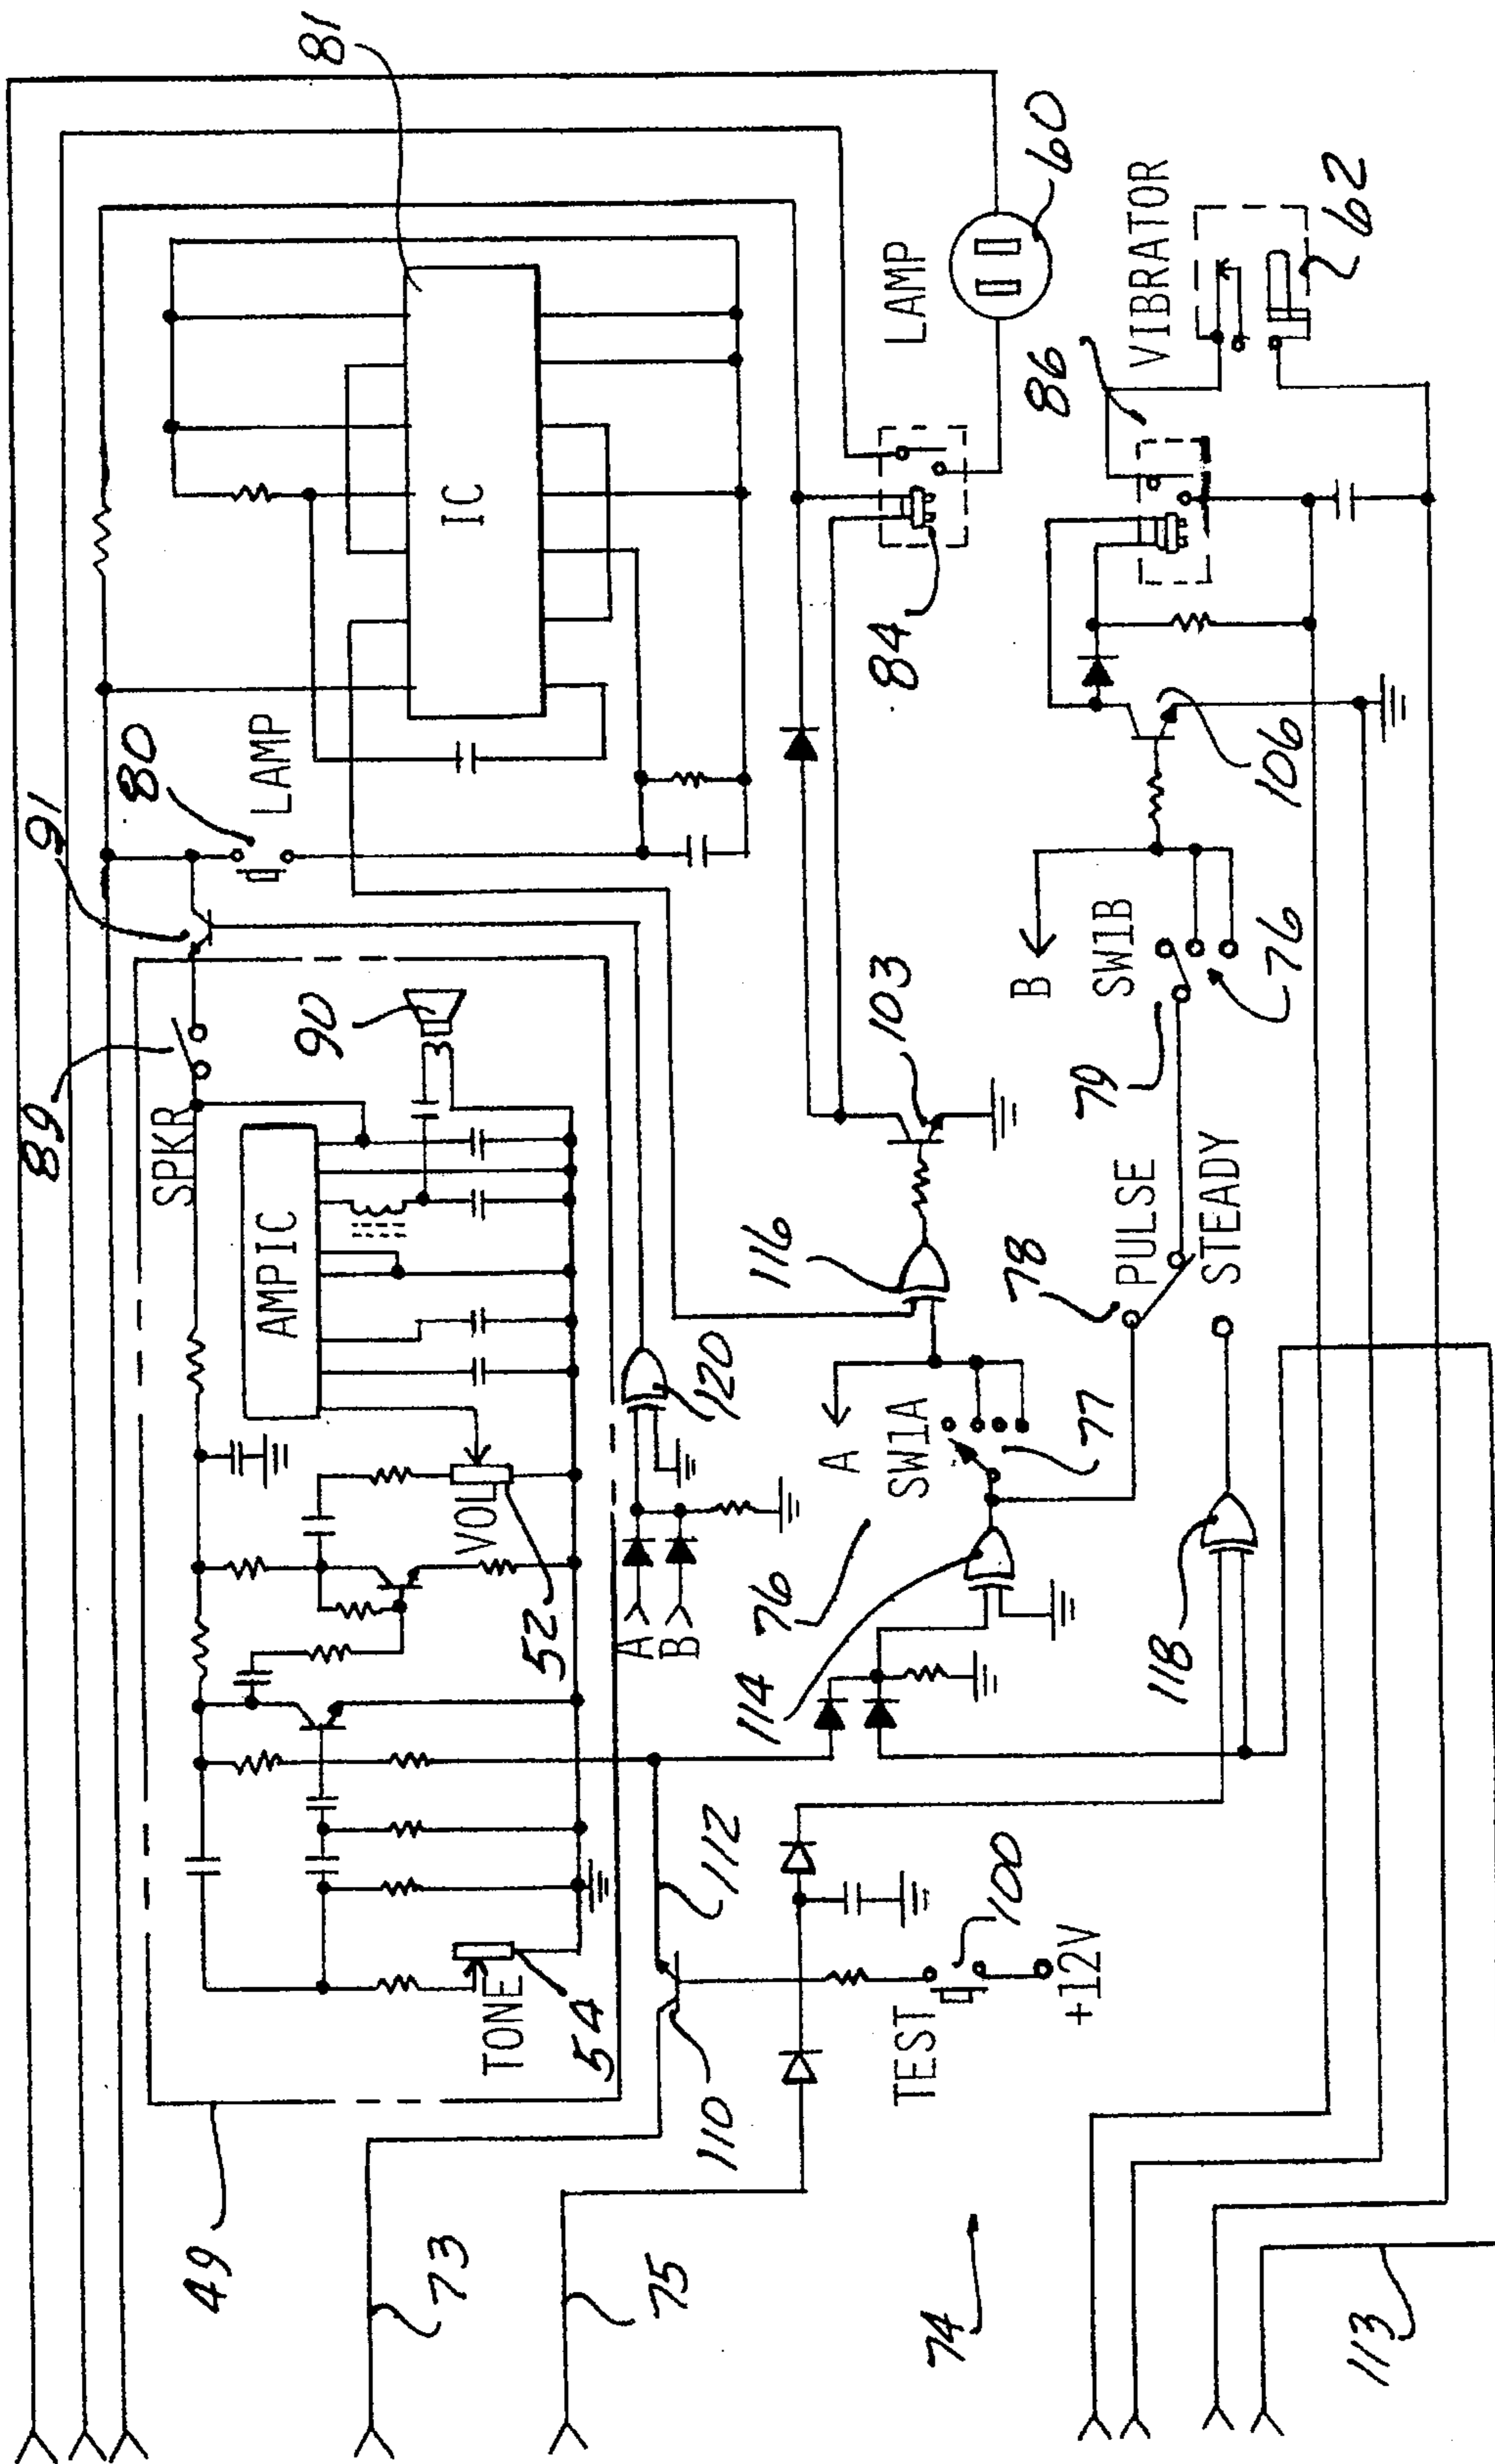 49
89
91
80
81
SPKR
LAMP
AMPIC
IC
90
VOL
52
TONE
54
A
B
120
73
110
112
75
TEST
100
+12V
74
113
114
76
A
SW1A
77
116
103
84
LAMP
60
118
78
PULSE
STEADY
79
B
SW1B
76
106
86
VIBRATOR
62